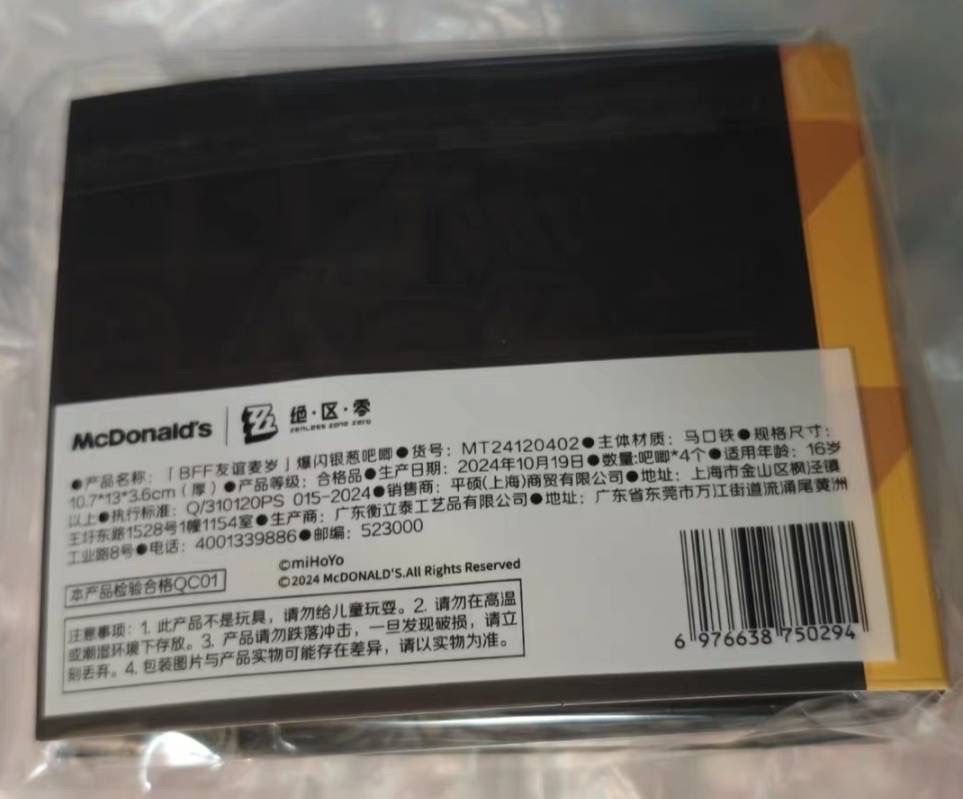 McDonald's 绝·区·零
zenless zone zero
●产品名称：「BFF友谊麦岁」爆闪银葱吧唧●货号：MT24120402●主体材质：马口铁●规格尺寸：
10.7*13*3.6cm（厚）●产品等级：合格品●生产日期：2024年10月19日●数量:吧唧*4个●适用年龄：16岁
以上●执行标准：Q/310120PS 015-2024●销售商：平硕(上海)商贸有限公司●地址：上海市金山区枫泾镇
王圩东路1528号1幢1154室●生产商：广东衡立泰工艺品有限公司●地址：广东省东莞市万江街道流涌尾黄洲
工业路8号●电话：4001339886●邮编：523000
©miHoYo
©2024 McDONALD'S.All Rights Reserved
本产品检验合格QC01
注意事项：1. 此产品不是玩具，请勿给儿童玩耍。2. 请勿在高温
或潮湿环境下存放。3. 产品请勿跌落冲击，一旦发现破损，请立
刻丢弃。4. 包装图片与产品实物可能存在差异，请以实物为准。
6 976638 750294